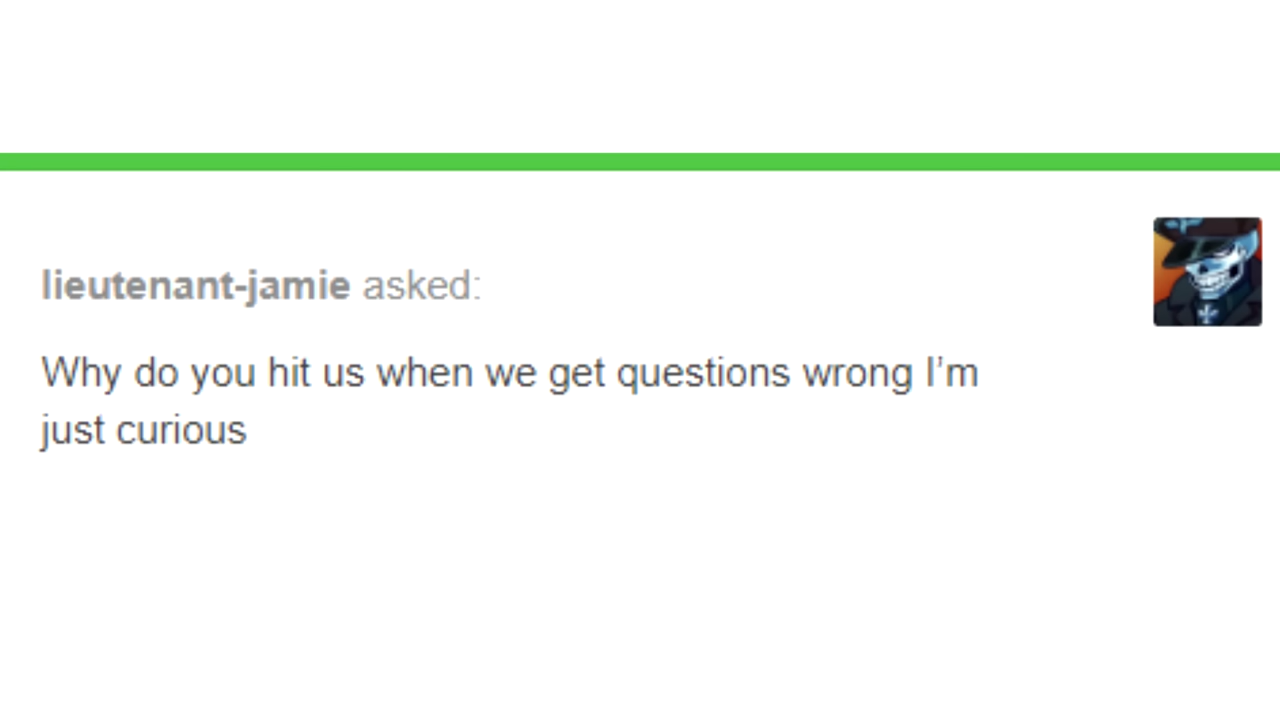 lieutenant-jamie asked:
Why do you hit us when we get questions wrong I’m
just curious